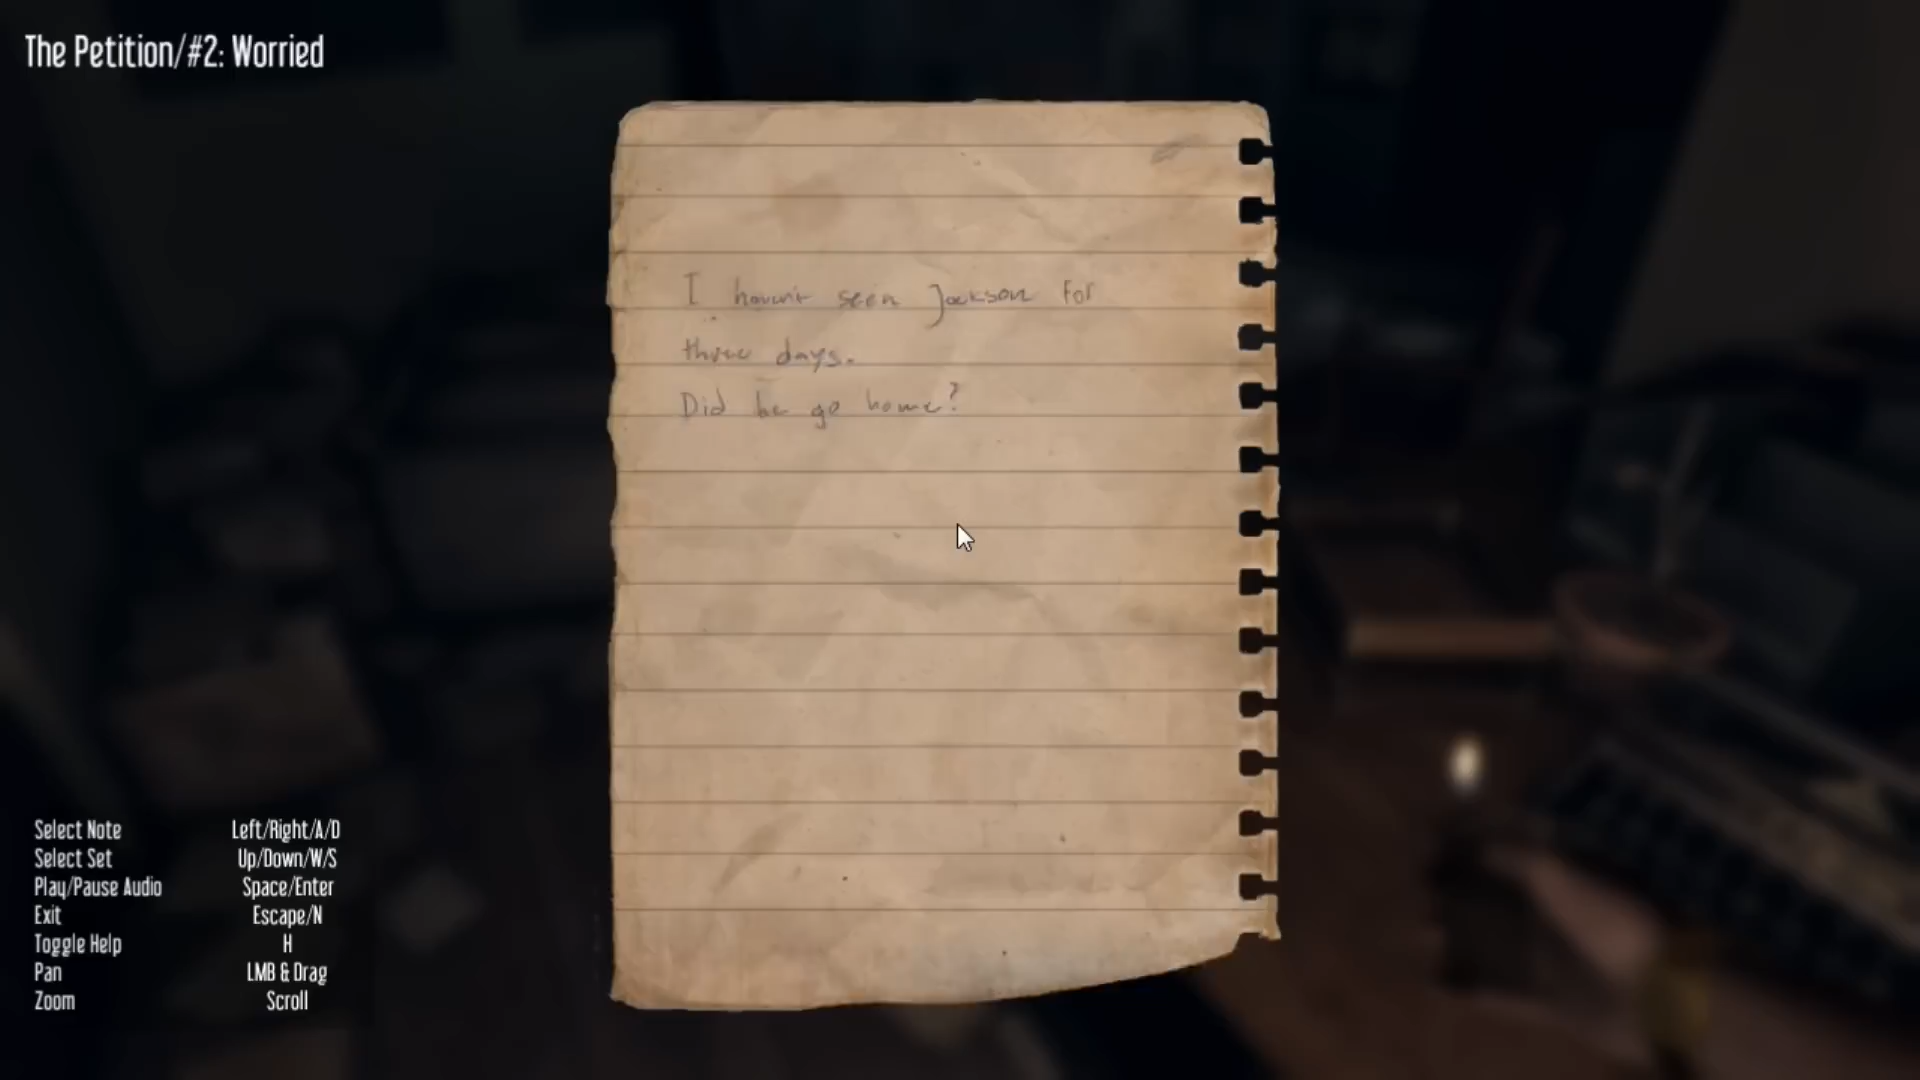 The Petition/#2: Worried
I haven't seen Jackson for
three days.
Did he go home?
Select Note Left/Right/A/D
Select Set Up/Down/W/S
Play/Pause Audio Space/Enter
Exit Escape/N
Toggle Help H
Pan LMB & Drag
Zoom Scroll